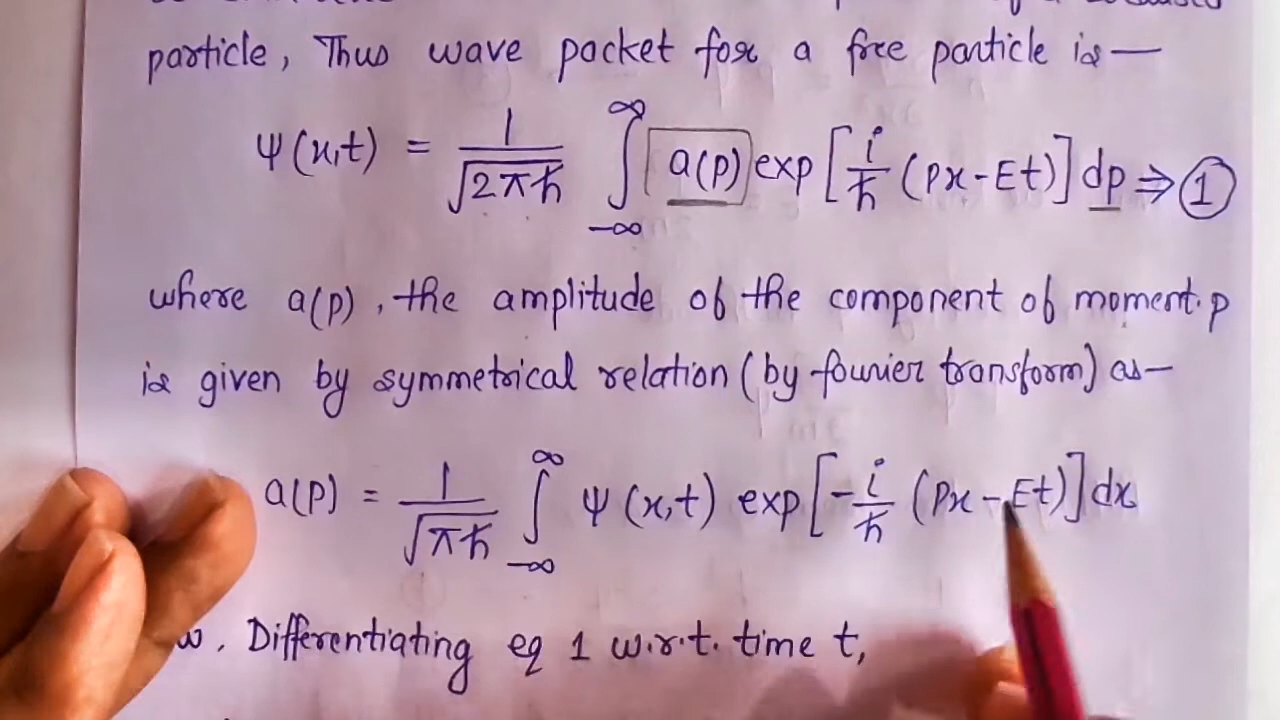 particle, Thus wave packet for a free particle is—
ψ(x,t) = 1/√2πℏ ∫_{-∞}^{∞} a(p) exp[i/ℏ (Px-Et)] dp ⇒ ①
where a(p), the amplitude of the component of moment. p
is given by symmetrical relation (by fourier transform) as—
a(p) = 1/√πℏ ∫_{-∞}^{∞} ψ(x,t) exp[-i/ℏ (Px-Et)] dx
Differentiating eq 1 w.r.t. time t,